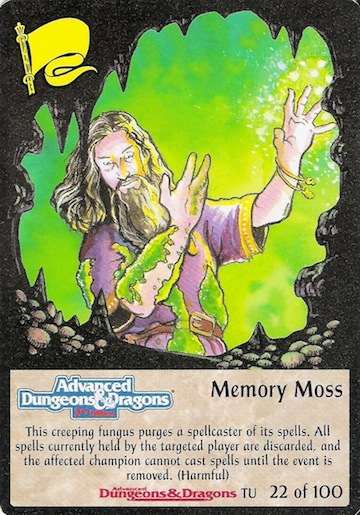 Advanced
Dungeons & Dragons®
3rd Edition
Memory Moss
This creeping fungus purges a spellcaster of its spells. All
spells currently held by the targeted player are discarded, and
the affected champion cannot cast spells until the event is
removed. (Harmful)
Advanced
Dungeons & Dragons TU 22 of 100